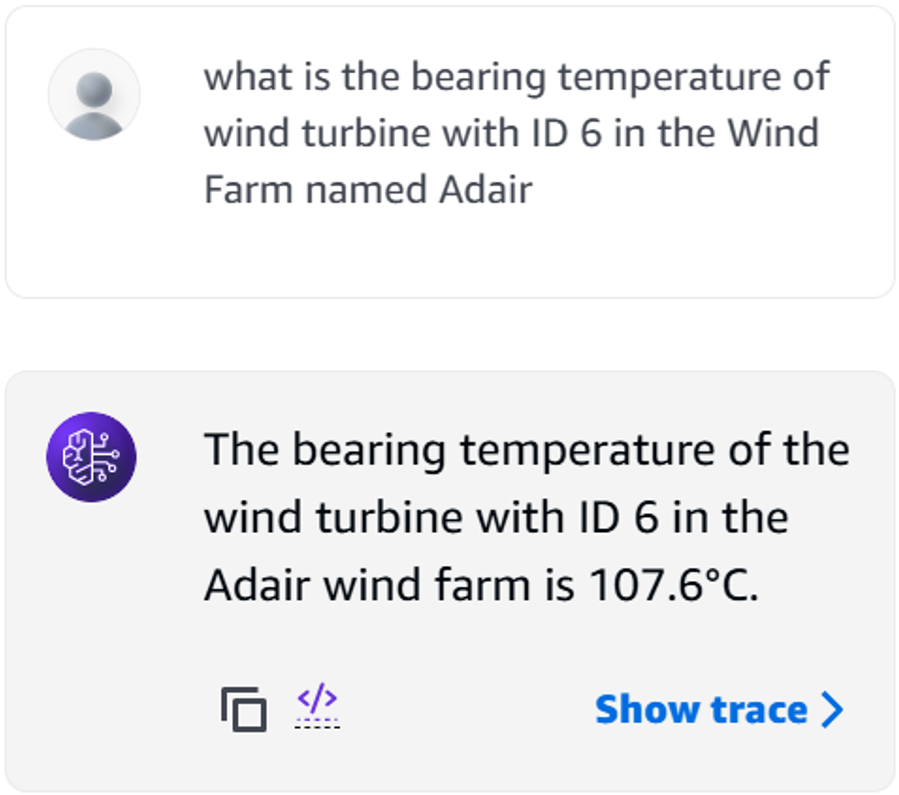 what is the bearing temperature of
wind turbine with ID 6 in the Wind
Farm named Adair
The bearing temperature of the
wind turbine with ID 6 in the
Adair wind farm is 107.6°C.
</>
Show trace